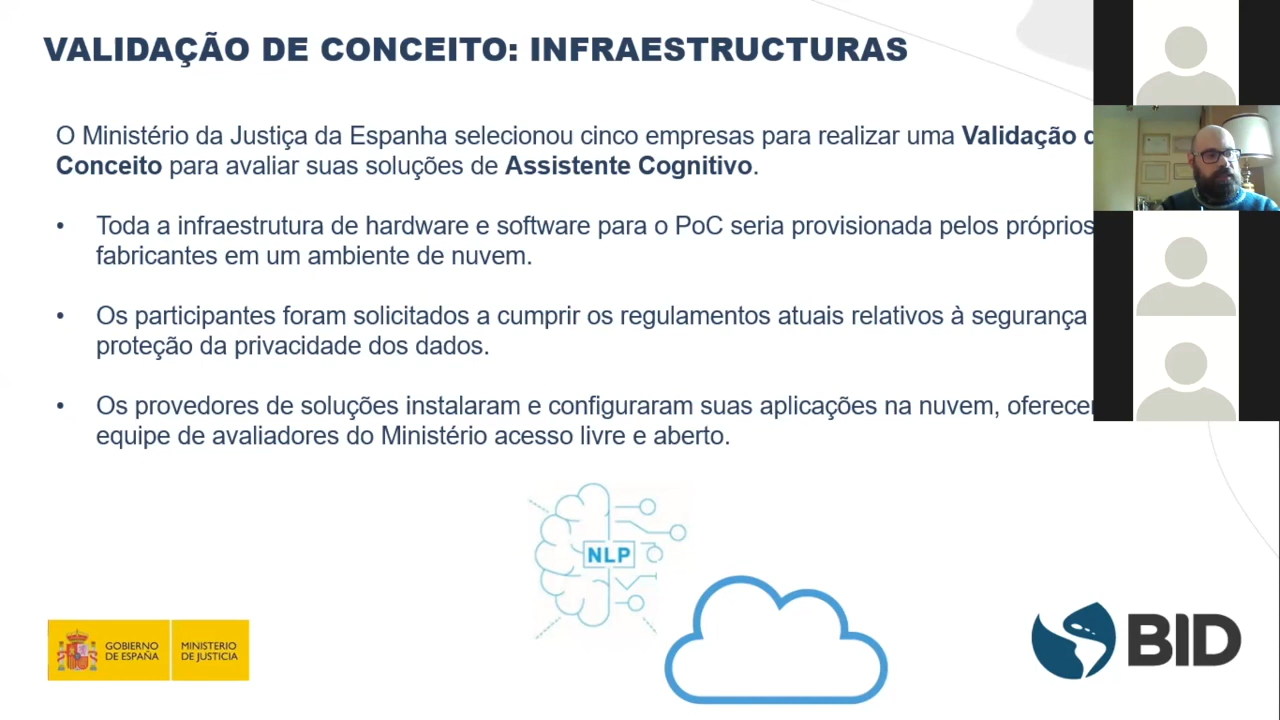 VALIDAÇÃO DE CONCEITO: INFRAESTRUCTURAS
O Ministério da Justiça da Espanha selecionou cinco empresas para realizar uma Validação
Conceito para avaliar suas soluções de Assistente Cognitivo.
• Toda a infraestrutura de hardware e software para o PoC seria provisionada pelos próprios
fabricantes em um ambiente de nuvem.
• Os participantes foram solicitados a cumprir os regulamentos atuais relativos à segurança
proteção da privacidade dos dados.
• Os provedores de soluções instalaram e configuraram suas aplicações na nuvem,
equipe de avaliadores do Ministério acesso livre e aberto.
NLP
GOBIERNO
DE ESPAÑA
MINISTERIO
DE JUSTICIA
BID